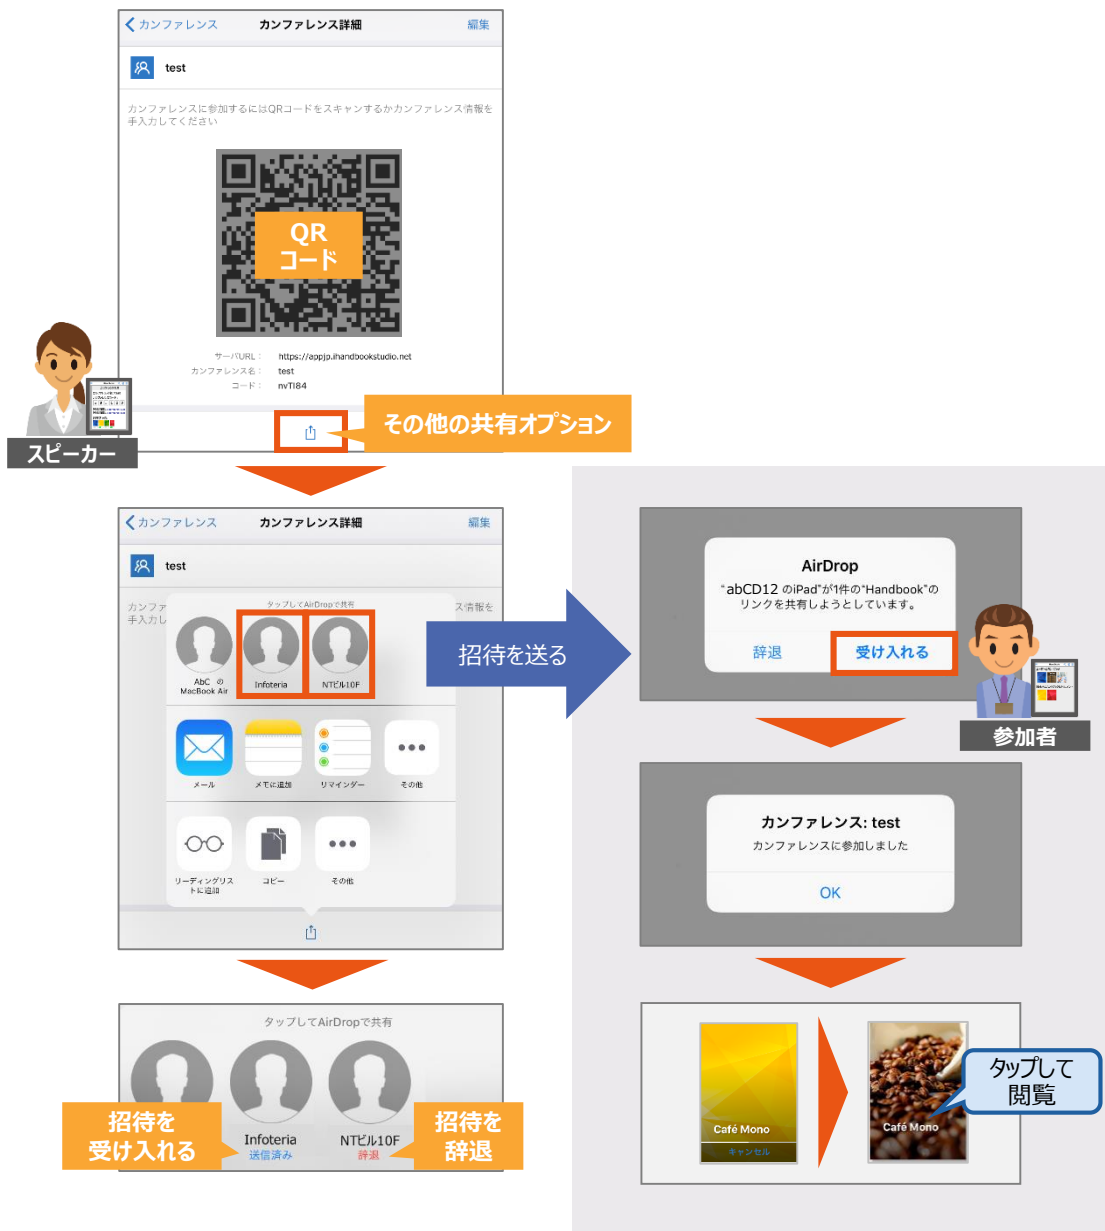 カンファレンス
カンファレンス詳細
編集
test
カンファレンスに参加するにはQRコードをスキャンするかカンファレンス情報を
手入力してください
QR
コード
サーバURL：
https://appjp.ihandbookstudio.net
カンファレンス名：
test
コード：
nvTI84
スピーカー
その他の共有オプション
カンファレンス
カンファレンス詳細
編集
test
カンファ
ス情報を
手入力し
タップしてAirDropで共有
AbC の
MacBook Air
Infoteria
NTビル10F
メール
メモに追加
リマインダー
その他
リーディングリス
トに追加
コピー
その他
招待を送る
AirDrop
“abCD12 のiPad”が1件の“Handbook”の
リンクを共有しようとしています。
辞退
受け入れる
参加者
カンファレンス: test
カンファレンスに参加しました
OK
タップしてAirDropで共有
招待を
受け入れる
Infoteria
送信済み
NTビル10F
辞退
招待を
辞退
Café Mono
キャンセル
Café Mono
タップして
閲覧